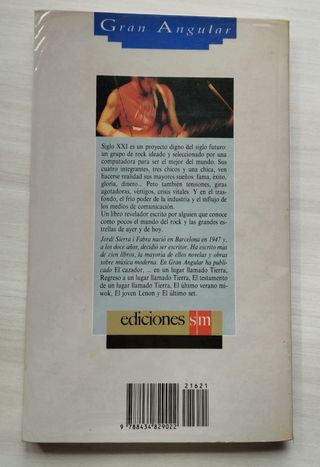 Gran Angular
Siglo XXI es un proyecto digno del siglo futuro:
un grupo de rock ideado y seleccionado por una
computadora para ser el mejor del mundo. Sus
cuatro integrantes, tres chicos y una chica, ven
hacerse realidad sus mayores sueños: fama, éxito,
gloria, dinero... Pero también tensiones, giras
agotadoras, vértigos, crisis vitales. Y en el tras-
fondo, el frío poder de la industria y el influjo de
los medios de comunicación.
Un libro revelador escrito por alguien que conoce
como pocos el mundo del rock y las grandes
estrellas de ayer y de hoy.
Jordi Sierra i Fabra nació en Barcelona en 1947 y,
a los doce años, decidió ser escritor. Ha escrito más
de cien libros, la mayoría de ellos novelas y obras
sobre música moderna. En Gran Angular ha publi-
cado El cazador, ... en un lugar llamado Tierra,
Regreso a un lugar llamado Tierra, El testamento
de un lugar llamado Tierra, El último verano mi-
wok, El joven Lenon y El último set.
ediciones s/m
21621
9 788434 829022